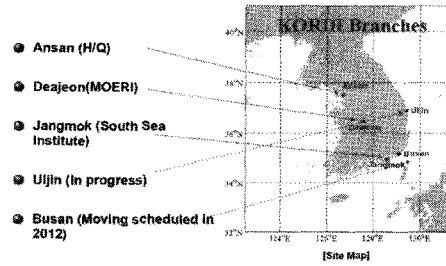 KORDI Branches
Ansan (H/Q)
Deajeon(MOERI)
Jangmok (South Sea
Institute)
Uljin (In progress)
Busan (Moving scheduled in
2012)
40°N
38°N
36°N
34°N
32°N
124°E
126°E
128°E
130°E
Uljin
Busan
Jangmok
[Site Map]